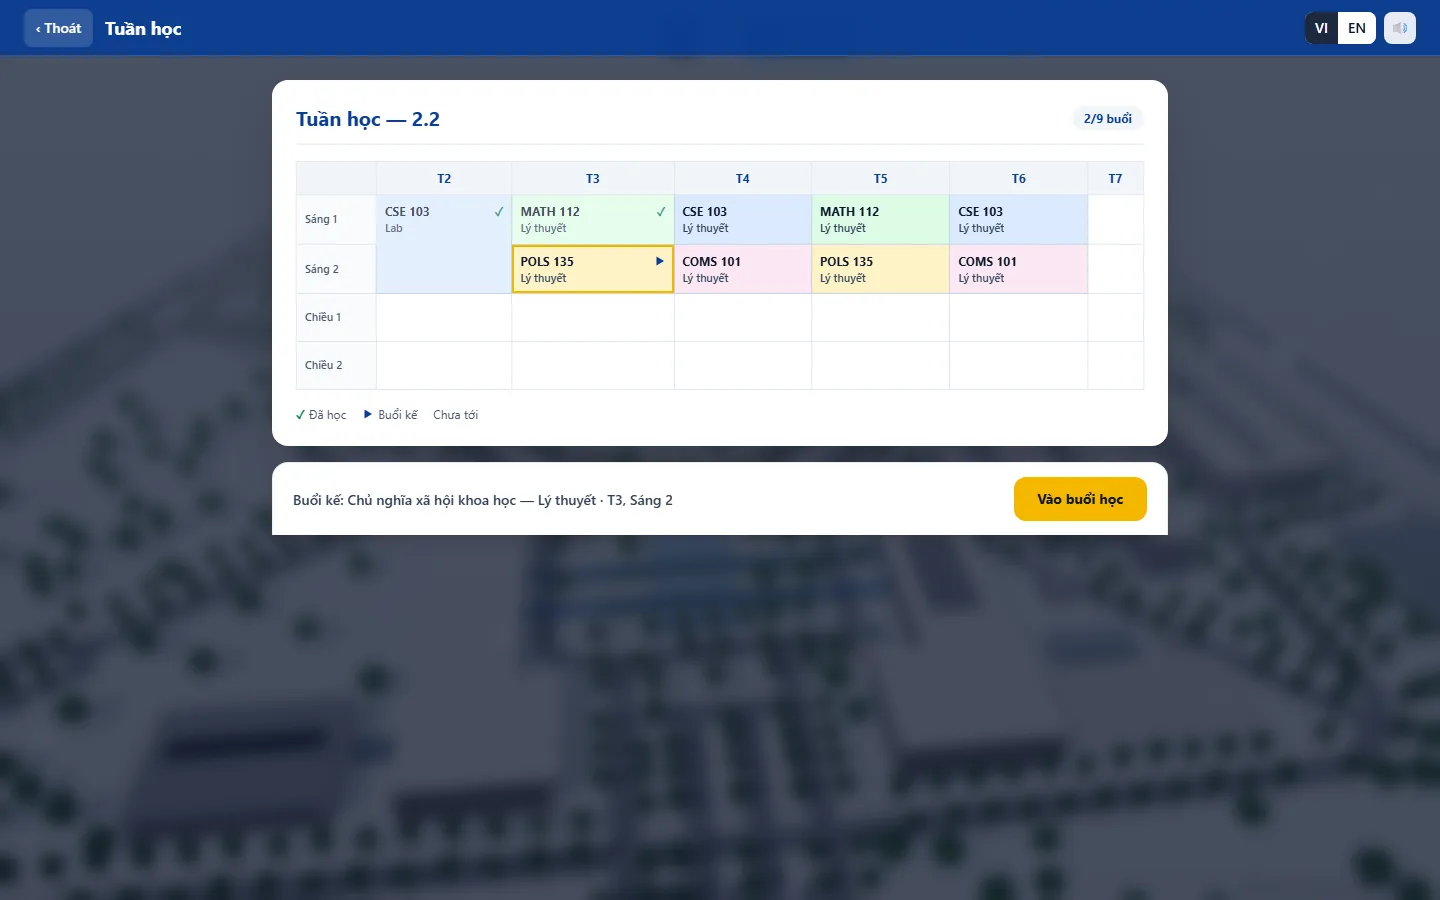 ‹ Thoát
Tuần học
VI
EN
Tuần học — 2.2
2/9 buổi
T2
T3
T4
T5
T6
T7
Sáng 1
CSE 103 ✓
Lab
MATH 112 ✓
Lý thuyết
CSE 103
Lý thuyết
MATH 112
Lý thuyết
CSE 103
Lý thuyết
Sáng 2
POLS 135 ▶
Lý thuyết
COMS 101
Lý thuyết
POLS 135
Lý thuyết
COMS 101
Lý thuyết
Chiều 1
Chiều 2
✓ Đã học ▶ Buổi kế Chưa tới
Buổi kế: Chủ nghĩa xã hội khoa học — Lý thuyết · T3, Sáng 2
Vào buổi học